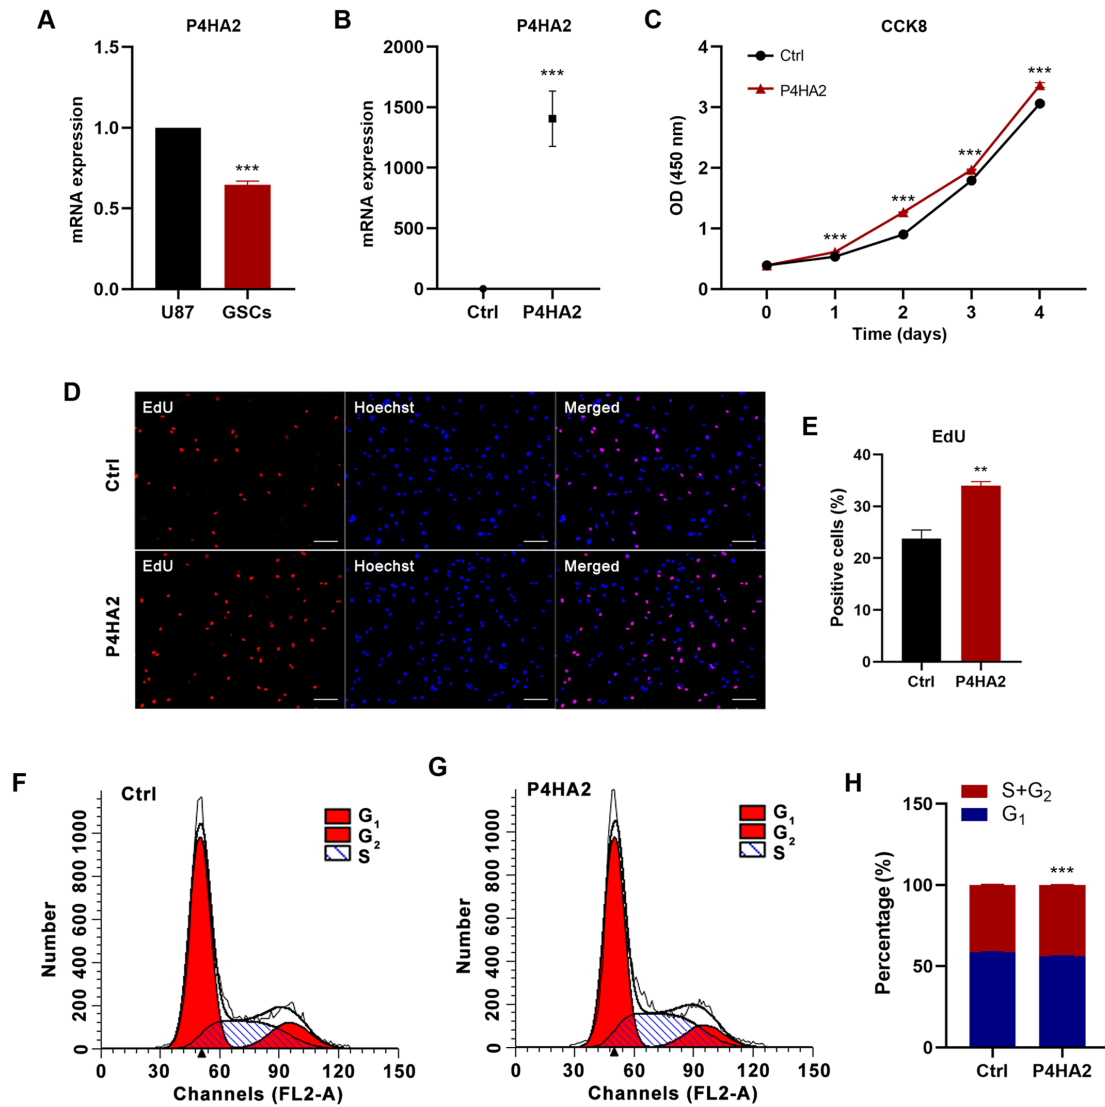 A
P4HA2
mRNA expression
1.5
1.0
0.5
0.0
***
U87
GSCs
B
P4HA2
mRNA expression
2000
1500
1000
500
0
***
Ctrl
P4HA2
C
CCK8
OD (450 nm)
4
3
2
1
0
Ctrl
P4HA2
***
***
***
***
0
1
2
3
4
Time (days)
D
Ctrl
EdU
Hoechst
Merged
P4HA2
EdU
Hoechst
Merged
E
EdU
Positive cells (%)
40
30
20
10
0
**
Ctrl
P4HA2
F
Ctrl
G1
G2
S
Number
0 200 400 600 800 1000
0 30 60 90 120 150
Channels (FL2-A)
G
P4HA2
G1
G2
S
Number
0 200 400 600 800 1000
0 30 60 90 120 150
Channels (FL2-A)
H
S+G2
G1
Percentage (%)
150
100
50
0
***
Ctrl
P4HA2